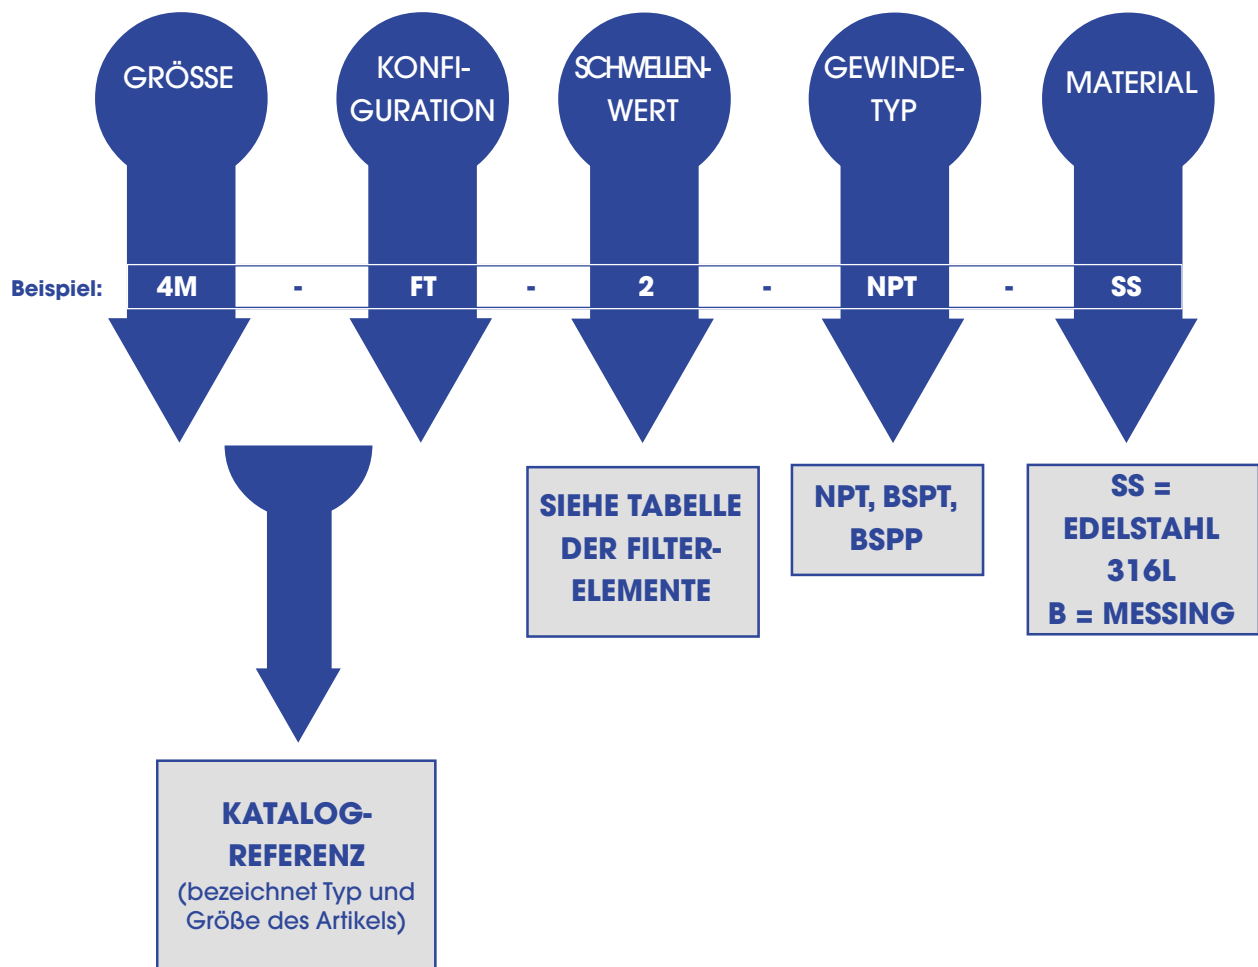 GRÖSSE
KONFI-
GURATION
SCHWELLEN-
WERT
GEWINDE-
TYP
MATERIAL
Beispiel: 4M - FT - 2 - NPT - SS
SIEHE TABELLE
DER FILTER-
ELEMENTE
NPT, BSPT,
BSPP
SS =
EDELSTAHL
316L
B = MESSING
KATALOG-
REFERENZ
(bezeichnet Typ und
Größe des Artikels)